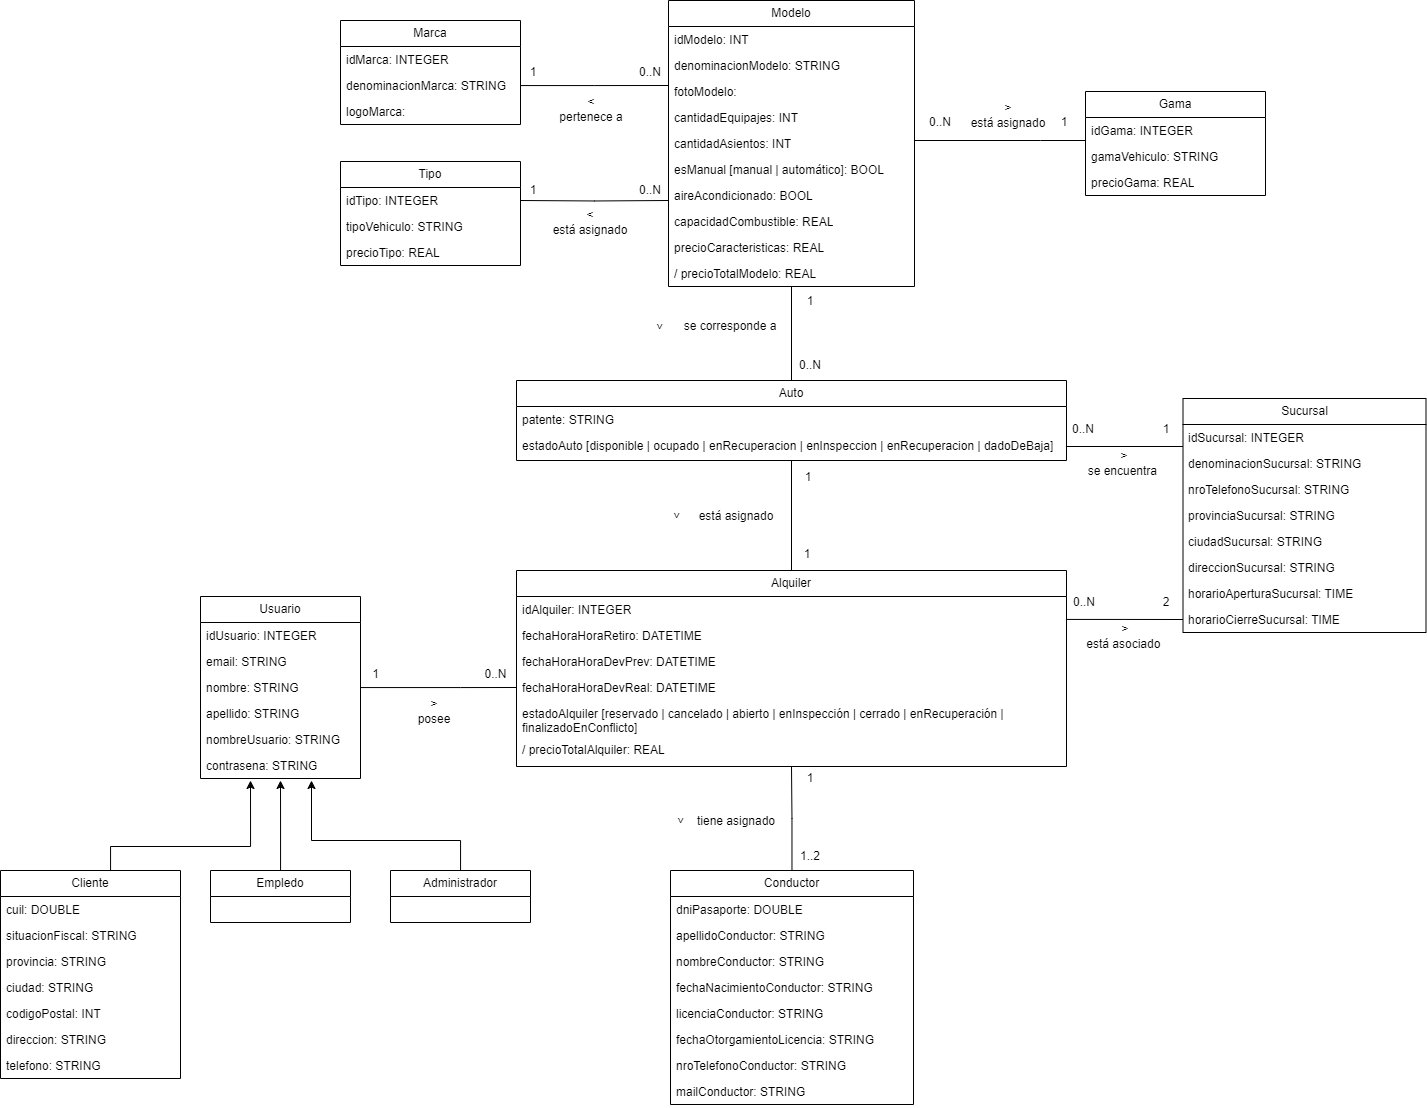 Marca
idMarca: INTEGER
denominacionMarca: STRING
logoMarca:
1
0..N
<
pertenece a
Tipo
idTipo: INTEGER
tipoVehiculo: STRING
precioTipo: REAL
1
0..N
<
está asignado
Modelo
idModelo: INT
denominacionModelo: STRING
fotoModelo:
cantidadEquipajes: INT
cantidadAsientos: INT
esManual [manual | automático]: BOOL
aireAcondicionado: BOOL
capacidadCombustible: REAL
precioCaracteristicas: REAL
/ precioTotalModelo: REAL
0..N
>
está asignado
1
Gama
idGama: INTEGER
gamaVehiculo: STRING
precioGama: REAL
1
v se corresponde a
0..N
Auto
patente: STRING
estadoAuto [disponible | ocupado | enRecuperacion | enInspeccion | enRecuperacion | dadoDeBaja]
0..N
1
>
se encuentra
Sucursal
idSucursal: INTEGER
denominacionSucursal: STRING
nroTelefonoSucursal: STRING
provinciaSucursal: STRING
ciudadSucursal: STRING
direccionSucursal: STRING
horarioAperturaSucursal: TIME
horarioCierreSucursal: TIME
1
v está asignado
1
Alquiler
idAlquiler: INTEGER
fechaHoraHoraRetiro: DATETIME
fechaHoraHoraDevPrev: DATETIME
fechaHoraHoraDevReal: DATETIME
estadoAlquiler [reservado | cancelado | abierto | enInspección | cerrado | enRecuperación |
finalizadoEnConflicto]
/ precioTotalAlquiler: REAL
0..N
2
>
está asociado
Usuario
idUsuario: INTEGER
email: STRING
nombre: STRING
apellido: STRING
nombreUsuario: STRING
contrasena: STRING
1
0..N
>
posee
1
v tiene asignado
1..2
Cliente
cuil: DOUBLE
situacionFiscal: STRING
provincia: STRING
ciudad: STRING
codigoPostal: INT
direccion: STRING
telefono: STRING
Empledo
Administrador
Conductor
dniPasaporte: DOUBLE
apellidoConductor: STRING
nombreConductor: STRING
fechaNacimientoConductor: STRING
licenciaConductor: STRING
fechaOtorgamientoLicencia: STRING
nroTelefonoConductor: STRING
mailConductor: STRING